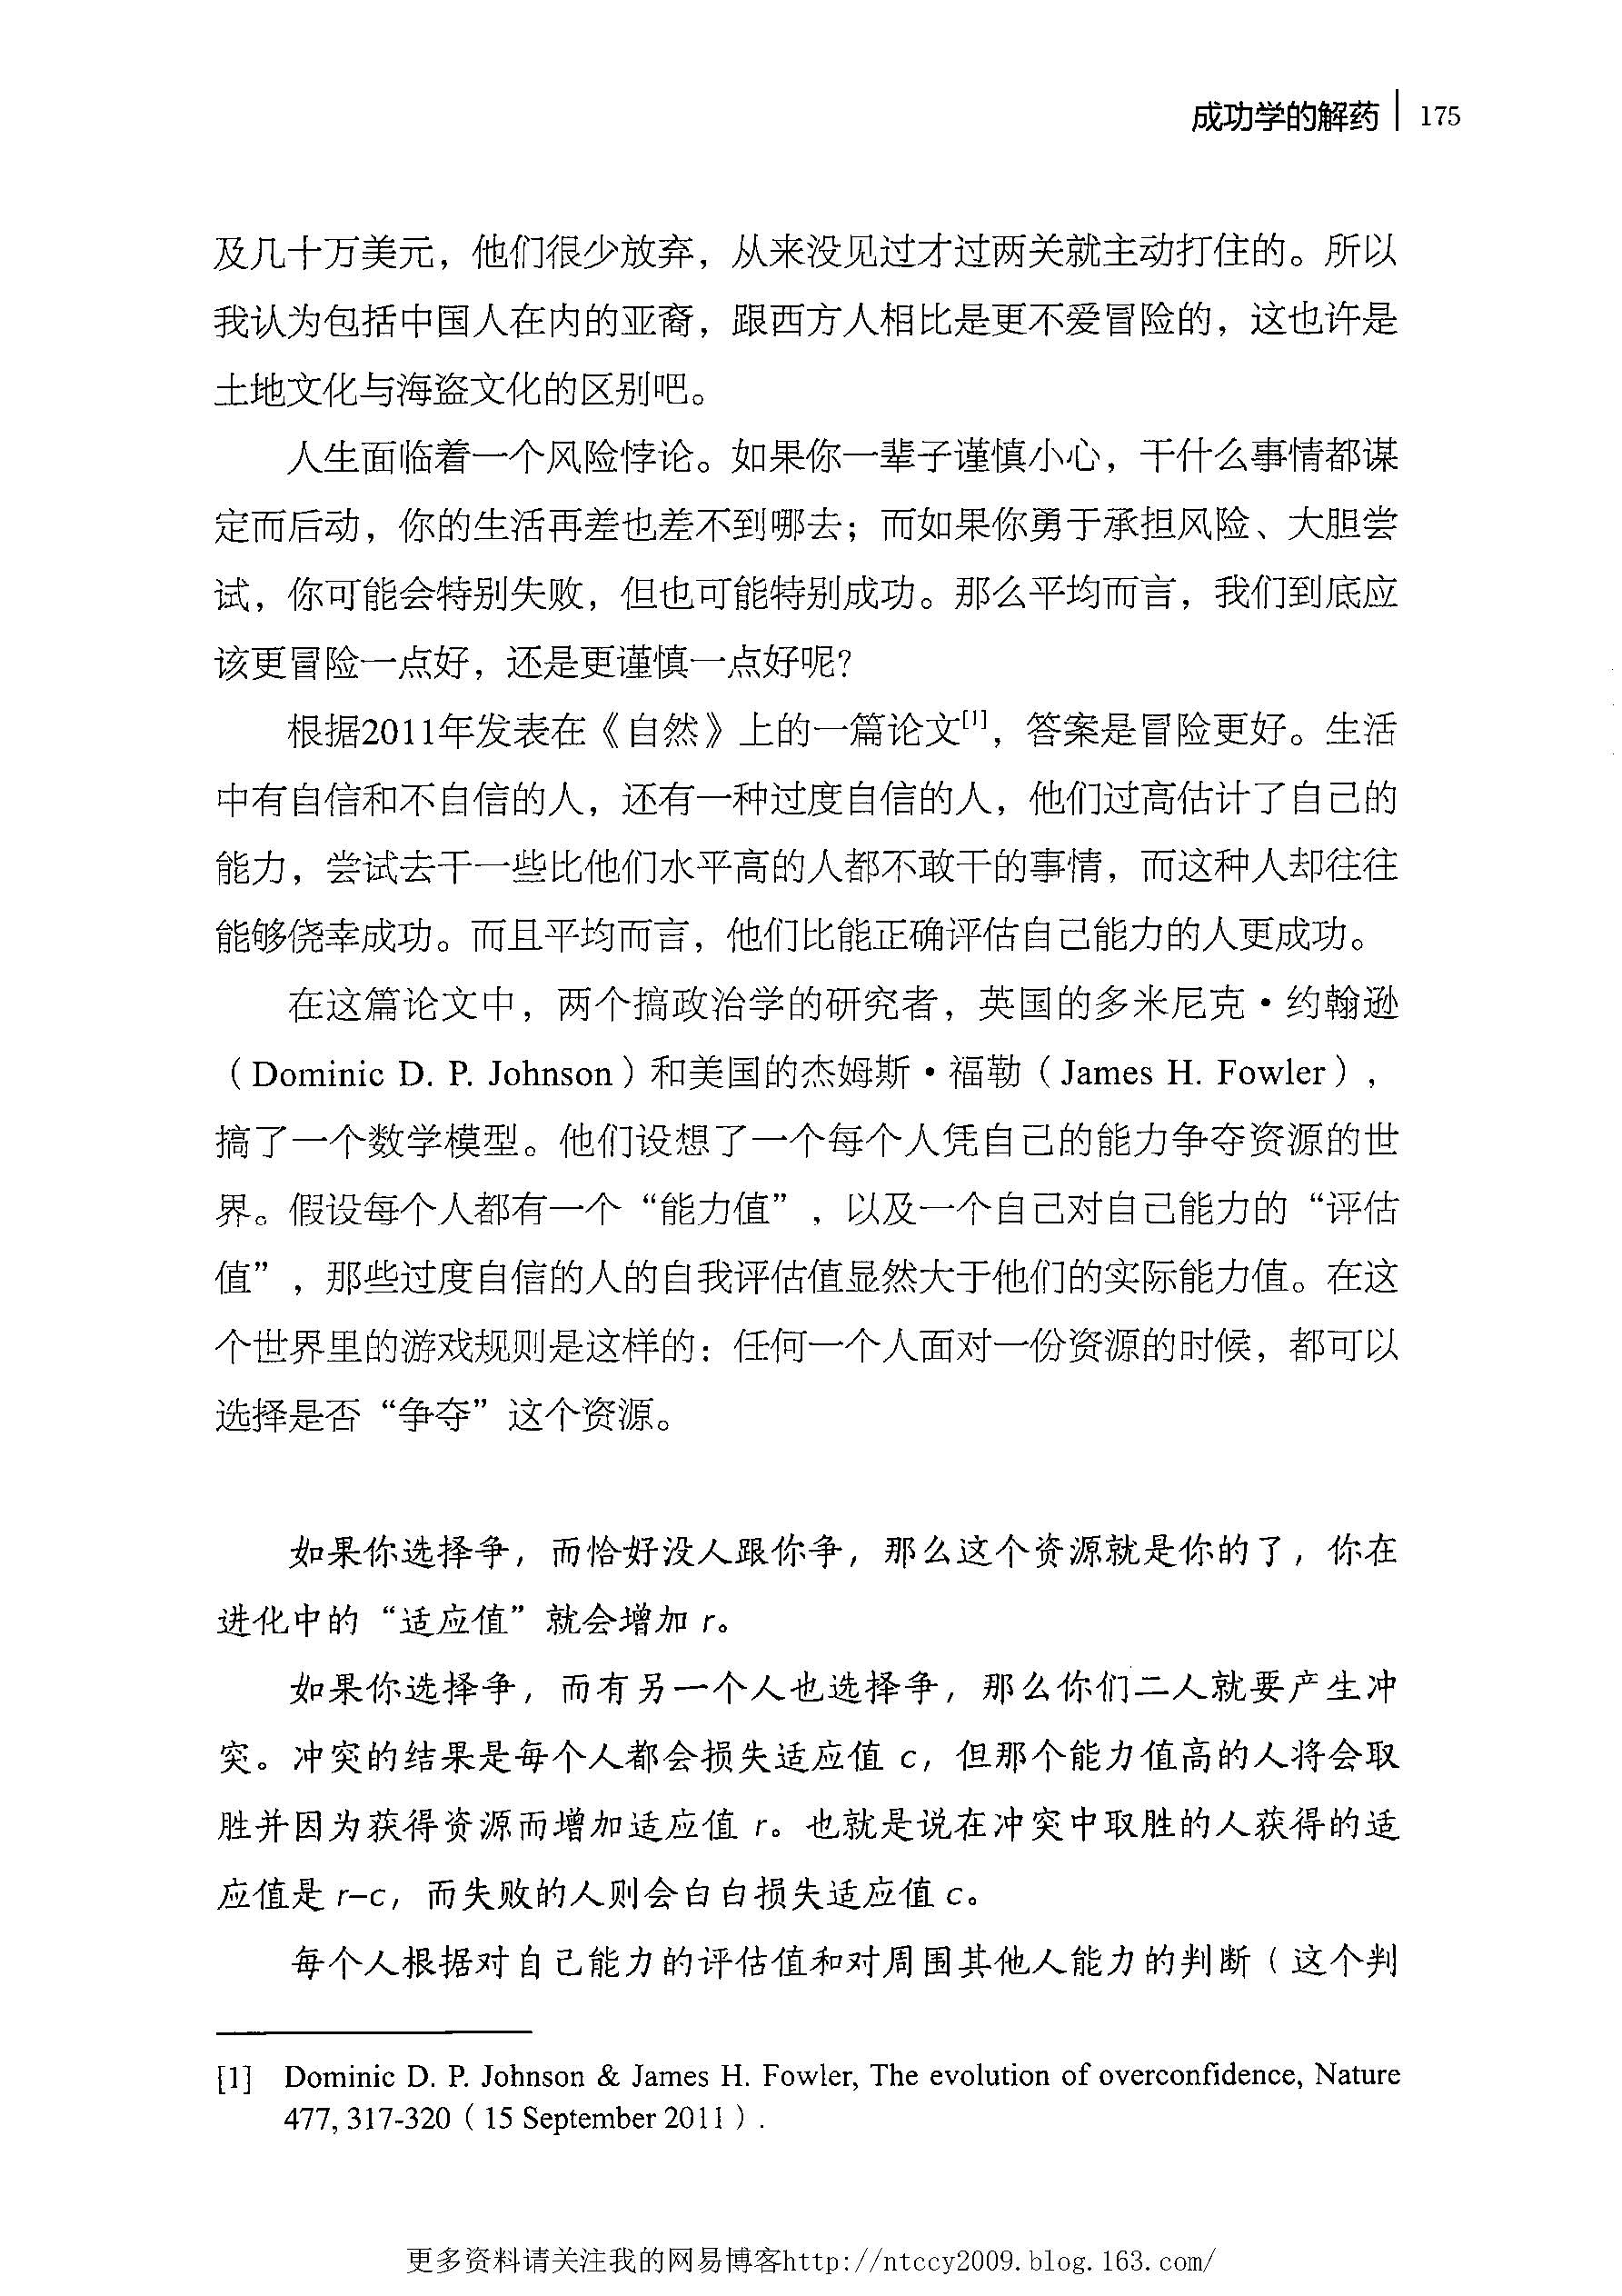 成功学的解药 | 175
及几十万美元，他们很少放弃，从来没见过才过两关就主动打住的。所以
我认为包括中国人在内的亚裔，跟西方人相比是更不爱冒险的，这也许是
土地文化与海盗文化的区别吧。
人生面临着一个风险悖论。如果你一辈子谨慎小心，干什么事情都谋
定而后动，你的生活再差也差不到哪去；而如果你勇于承担风险、大胆尝
试，你可能会特别失败，但也可能特别成功。那么平均而言，我们到底应
该更冒险一点好，还是更谨慎一点好呢？
根据2011年发表在《自然》上的一篇论文[1]，答案是冒险更好。生活
中有自信和不自信的人，还有一种过度自信的人，他们过高估计了自己的
能力，尝试去干一些比他们水平高的人都不敢干的事情，而这种人却往往
能够侥幸成功。而且平均而言，他们比能正确评估自己能力的人更成功。
在这篇论文中，两个搞政治学的研究者，英国的多米尼克·约翰逊
（Dominic D. P. Johnson）和美国的杰姆斯·福勒（James H. Fowler），
搞了一个数学模型。他们设想了一个每个人凭自己的能力争夺资源的世
界。假设每个人都有一个“能力值”，以及一个自己对自己能力的“评估
值”，那些过度自信的人的自我评估值显然大于他们的实际能力值。在这
个世界里的游戏规则是这样的：任何一个人面对一份资源的时候，都可以
选择是否“争夺”这个资源。
如果你选择争，而恰好没人跟你争，那么这个资源就是你的了，你在
进化中的“适应值”就会增加 r。
如果你选择争，而有另一个人也选择争，那么你们二人就要产生冲
突。冲突的结果是每个人都会损失适应值 c，但那个能力值高的人将会取
胜并因为获得资源而增加适应值 r。也就是说在冲突中取胜的人获得的适
应值是 r–c，而失败的人则会白白损失适应值 c。
每个人根据对自己能力的评估值和对周围其他人能力的判断（这个判
[1] Dominic D. P. Johnson & James H. Fowler, The evolution of overconfidence, Nature
477, 317-320（15 September 2011）.
更多资料请关注我的网易博客http://ntccy2009.blog.163.com/